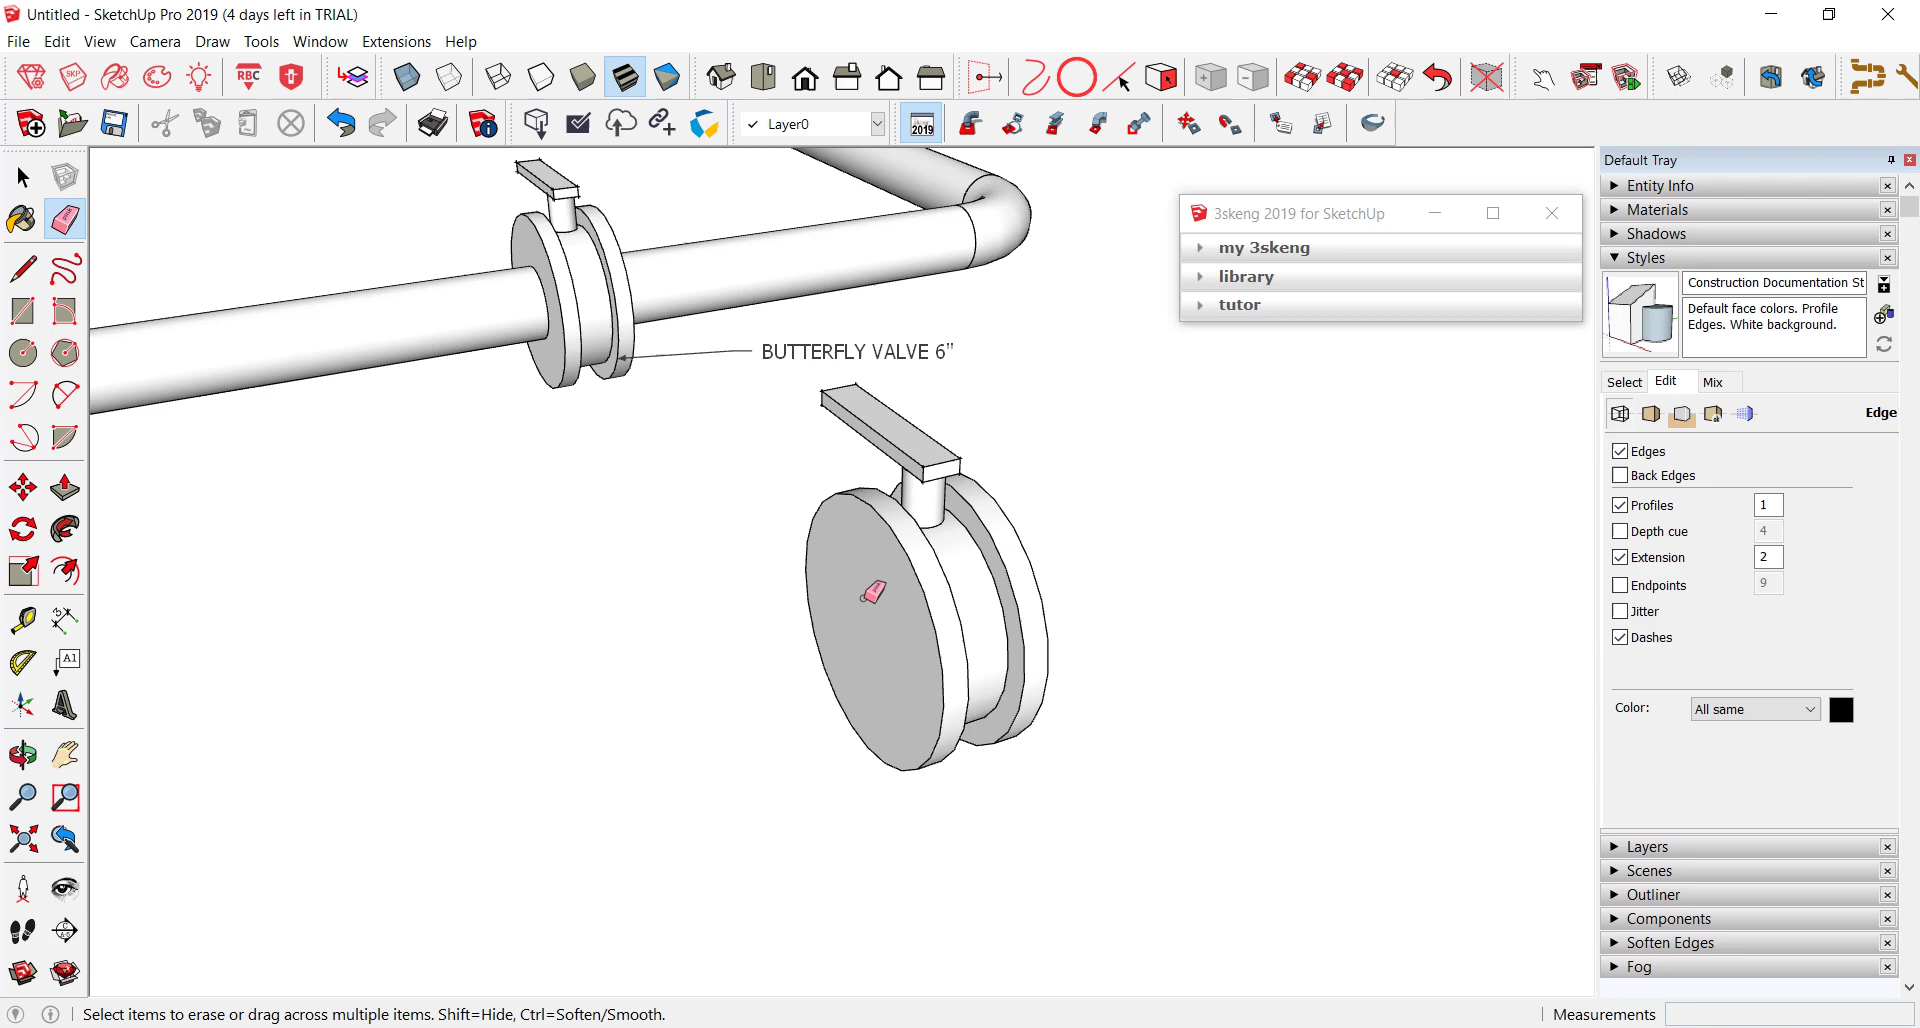 Untitled - SketchUp Pro 2019 (4 days left in TRIAL)
File Edit View Camera Draw Tools Window Extensions Help
SKP
RBC
Layer0
2019
Default Tray
Entity Info
Materials
Shadows
Styles
Construction Documentation St
Default face colors. Profile
Edges. White background.
Select Edit Mix
Edge
Edges
Back Edges
Profiles 1
Depth cue 4
Extension 2
Endpoints 9
Jitter
Dashes
Color: All same
Layers
Scenes
Outliner
Components
Soften Edges
Fog
3skeng 2019 for SketchUp
my 3skeng
library
tutor
BUTTERFLY VALVE 6"
A1
Select items to erase or drag across multiple items. Shift=Hide, Ctrl=Soften/Smooth.
Measurements